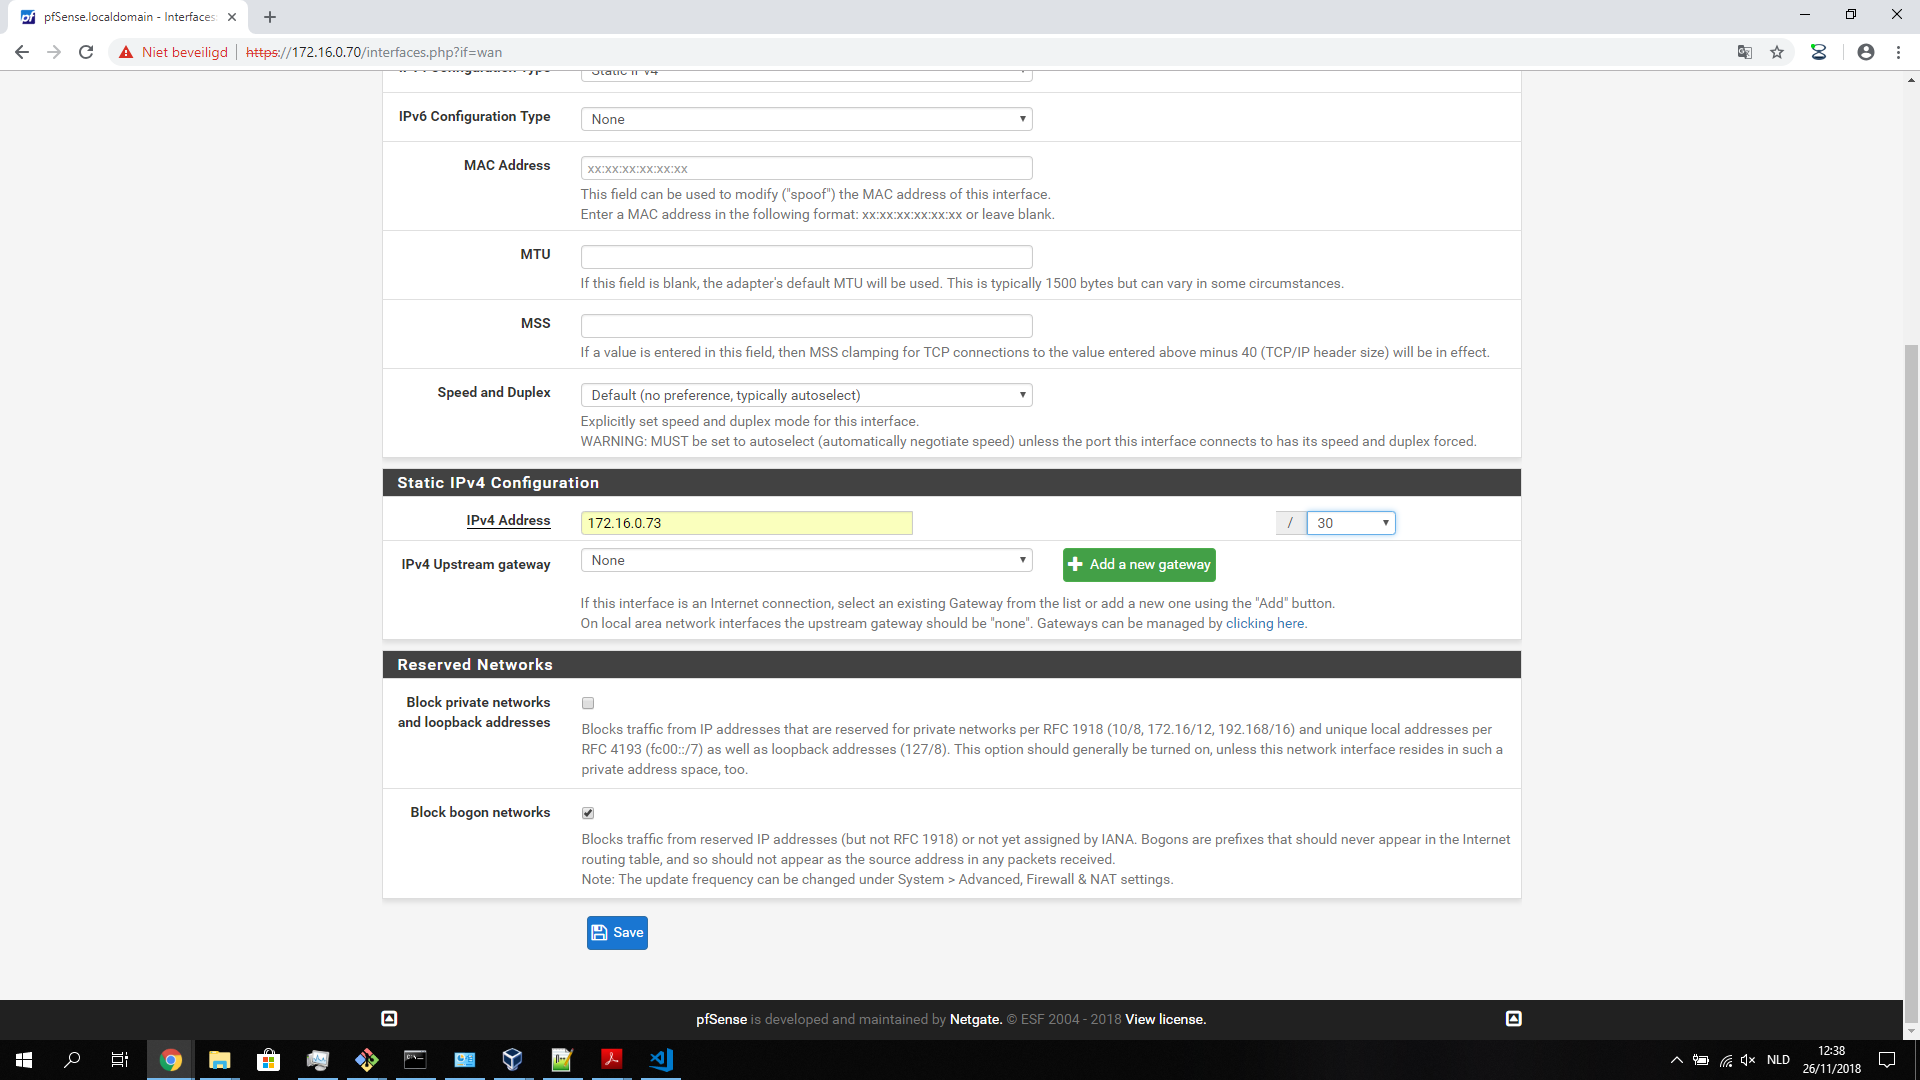 pfSense.localdomain - Interfaces:
Niet beveiligd
https://172.16.0.70/interfaces.php?if=wan
IPv4 Configuration Type
Static IPv4
IPv6 Configuration Type
None
MAC Address
xx:xx:xx:xx:xx:xx
This field can be used to modify ("spoof") the MAC address of this interface.
Enter a MAC address in the following format: xx:xx:xx:xx:xx:xx or leave blank.
MTU
If this field is blank, the adapter's default MTU will be used. This is typically 1500 bytes but can vary in some circumstances.
MSS
If a value is entered in this field, then MSS clamping for TCP connections to the value entered above minus 40 (TCP/IP header size) will be in effect.
Speed and Duplex
Default (no preference, typically autoselect)
Explicitly set speed and duplex mode for this interface.
WARNING: MUST be set to autoselect (automatically negotiate speed) unless the port this interface connects to has its speed and duplex forced.
Static IPv4 Configuration
IPv4 Address
172.16.0.73
/ 30
IPv4 Upstream gateway
None
Add a new gateway
If this interface is an Internet connection, select an existing Gateway from the list or add a new one using the "Add" button.
On local area network interfaces the upstream gateway should be "none". Gateways can be managed by clicking here.
Reserved Networks
Block private networks
and loopback addresses
Blocks traffic from IP addresses that are reserved for private networks per RFC 1918 (10/8, 172.16/12, 192.168/16) and unique local addresses per
RFC 4193 (fc00::/7) as well as loopback addresses (127/8). This option should generally be turned on, unless this network interface resides in such a
private address space, too.
Block bogon networks
Blocks traffic from reserved IP addresses (but not RFC 1918) or not yet assigned by IANA. Bogons are prefixes that should never appear in the Internet
routing table, and so should not appear as the source address in any packets received.
Note: The update frequency can be changed under System > Advanced, Firewall & NAT settings.
Save
pfSense is developed and maintained by Netgate. © ESF 2004 - 2018 View license.
NLD
12:38
26/11/2018